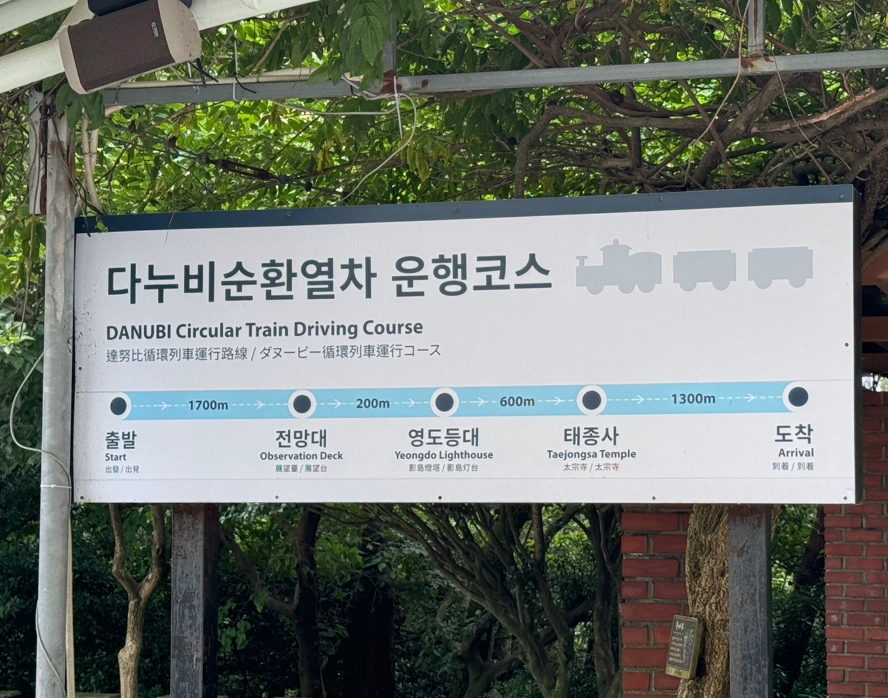 다누비순환열차 운행코스
DANUBI Circular Train Driving Course
達努比循環列車運行路線 / ダヌービー循環列車運行コース
1700m 200m 600m 1300m
출발 전망대 영도등대 태종사 도착
Start Observation Deck Yeongdo Lighthouse Taejongsa Temple Arrival
出發 / 出発 展望臺 / 展望台 影島燈塔 / 影島灯台 太宗寺 / 太宗寺 到着 / 到着